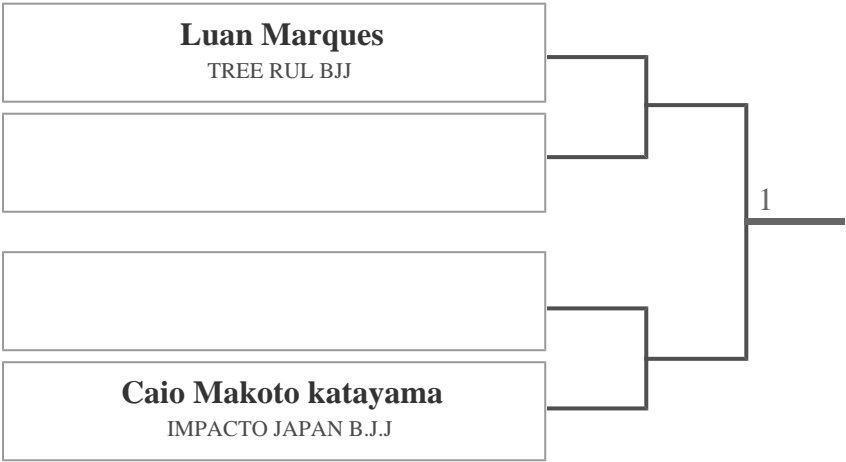 Luan Marques
TREE RUL BJJ
1
Caio Makoto katayama
IMPACTO JAPAN B.J.J